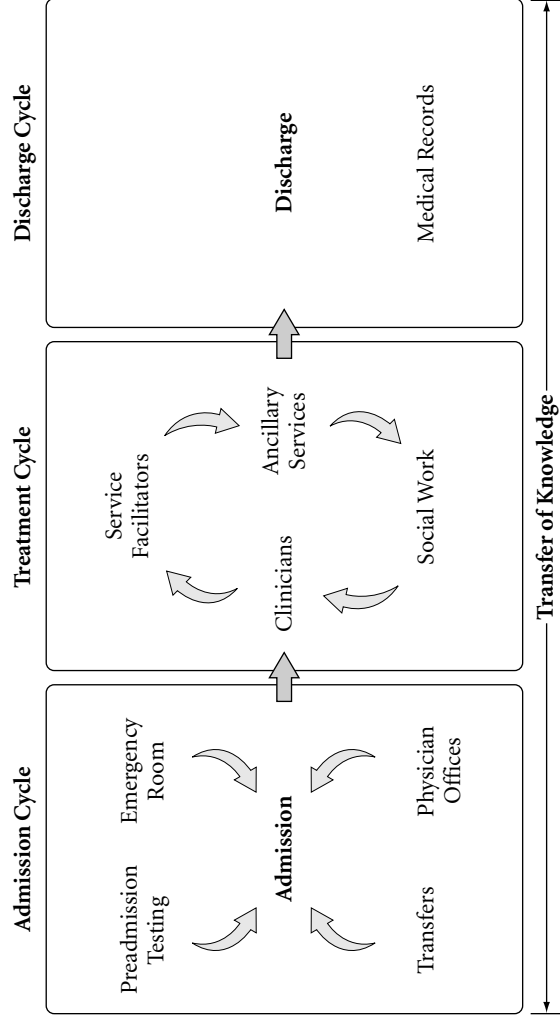 Admission Cycle
Preadmission
Testing
Emergency
Room
Admission
Transfers
Physician
Offices
Treatment Cycle
Service
Facilitators
Clinicians
Ancillary
Services
Social Work
Discharge Cycle
Discharge
Medical Records
Transfer of Knowledge